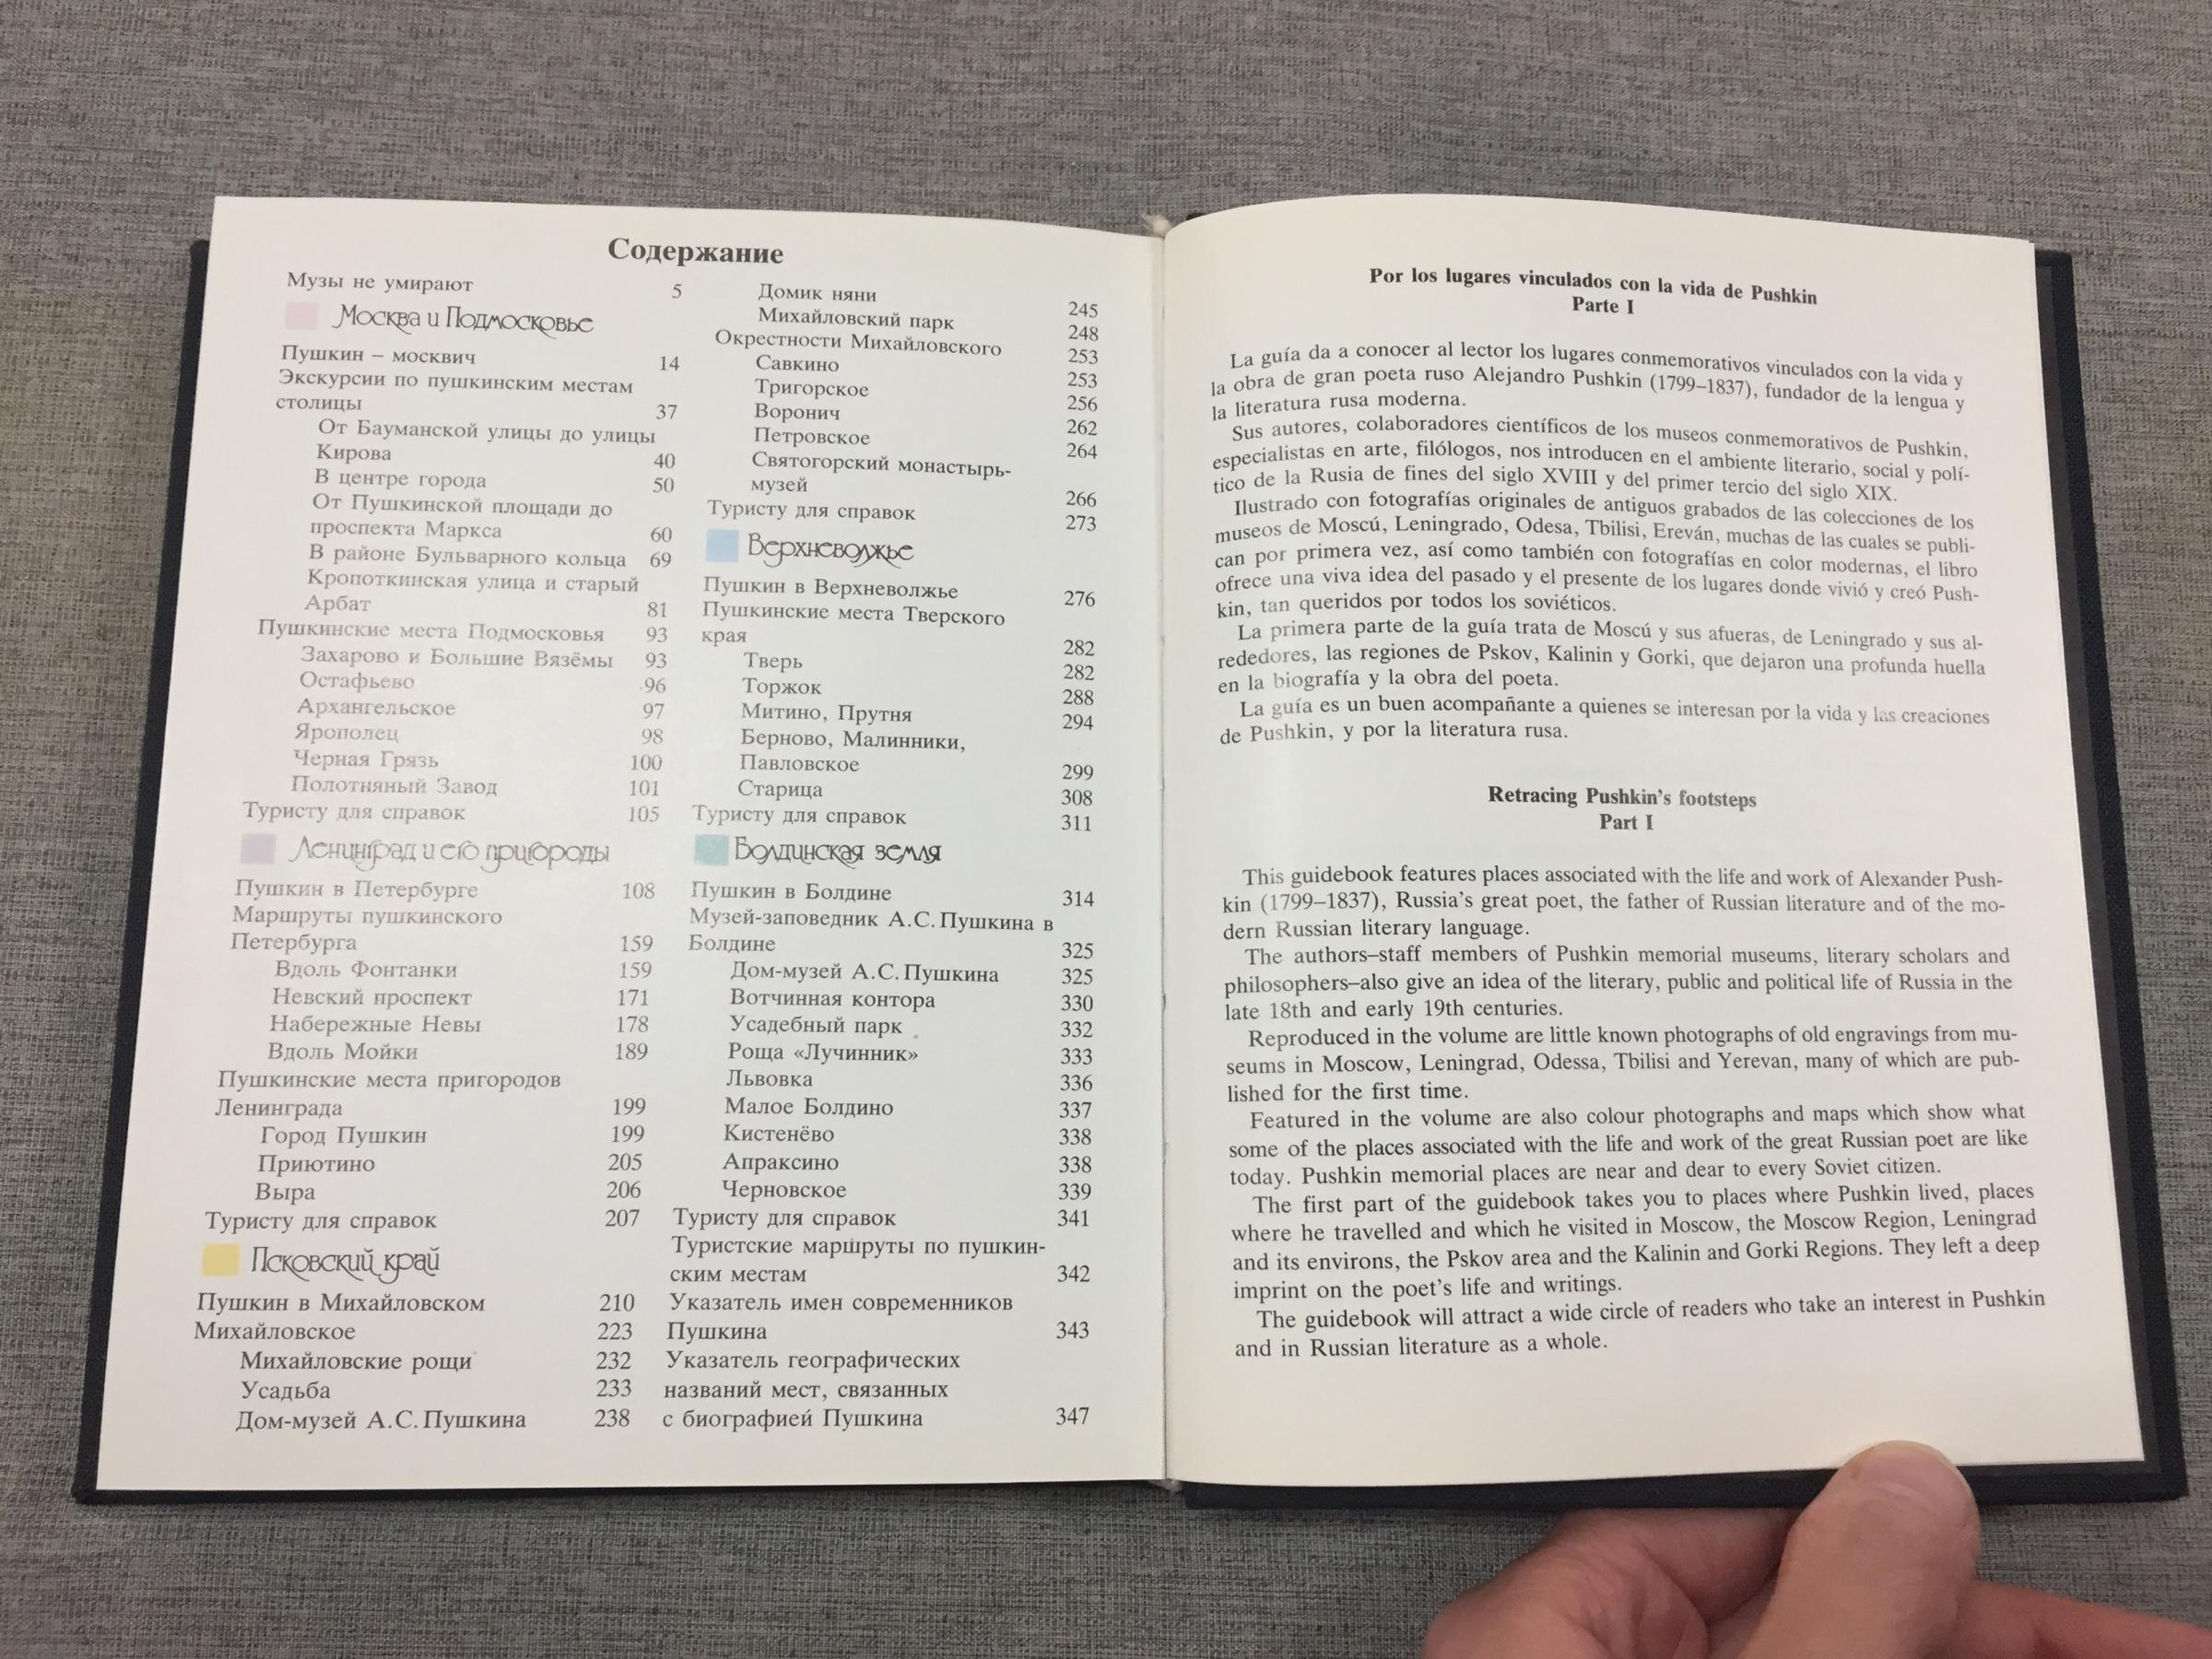 Содержание
Музы не умирают 5
Москва и Подмосковье
Пушкин – москвич 14
Экскурсии по пушкинским местам
столицы 37
От Бауманской улицы до улицы
Кирова 40
В центре города 50
От Пушкинской площади до
проспекта Маркса 60
В районе Бульварного кольца 69
Кропоткинская улица и старый
Арбат 81
Пушкинские места Подмосковья 93
Захарово и Большие Вязёмы 93
Остафьево 96
Архангельское 97
Ярополец 98
Черная Грязь 100
Полотняный Завод 101
Туристу для справок 105
Ленинград и его пригороды
Пушкин в Петербурге 108
Маршруты пушкинского
Петербурга 159
Вдоль Фонтанки 159
Невский проспект 171
Набережные Невы 178
Вдоль Мойки 189
Пушкинские места пригородов
Ленинграда 199
Город Пушкин 199
Приютино 205
Выра 206
Туристу для справок 207
Псковский край
Пушкин в Михайловском 210
Михайловское 223
Михайловские рощи 232
Усадьба 233
Дом-музей А.С. Пушкина 238
Домик няни 245
Михайловский парк 248
Окрестности Михайловского 253
Савкино 253
Тригорское 256
Воронич 262
Петровское 264
Святогорский монастырь-
музей 266
Туристу для справок 273
Верхневолжье
Пушкин в Верхневолжье 276
Пушкинские места Тверского
края 282
Тверь 282
Торжок 288
Митино, Прутня 294
Берново, Малинники,
Павловское 299
Старица 308
Туристу для справок 311
Болдинская земля
Пушкин в Болдине 314
Музей-заповедник А.С. Пушкина в
Болдине 325
Дом-музей А.С. Пушкина 325
Вотчинная контора 330
Усадебный парк 332
Роща «Лучинник» 333
Львовка 336
Малое Болдино 337
Кистенёво 338
Апраксино 338
Черновское 339
Туристу для справок 341
Туристские маршруты по пушкин-
ским местам 342
Указатель имен современников
Пушкина 343
Указатель географических
названий мест, связанных
с биографией Пушкина 347
Por los lugares vinculados con la vida de Pushkin
Parte I
La guía da a conocer al lector los lugares conmemorativos vinculados con la vida y
la obra de gran poeta ruso Alejandro Pushkin (1799–1837), fundador de la lengua y
la literatura rusa moderna.
Sus autores, colaboradores científicos de los museos conmemorativos de Pushkin,
especialistas en arte, filólogos, nos introducen en el ambiente literario, social y polí-
tico de la Rusia de fines del siglo XVIII y del primer tercio del siglo XIX.
Ilustrado con fotografías originales de antiguos grabados de las colecciones de los
museos de Moscú, Leningrado, Odesa, Tbilisi, Ereván, muchas de las cuales se publi-
can por primera vez, así como también con fotografías en color modernas, el libro
ofrece una viva idea del pasado y el presente de los lugares donde vivió y creó Push-
kin, tan queridos por todos los soviéticos.
La primera parte de la guía trata de Moscú y sus afueras, de Leningrado y sus al-
rededores, las regiones de Pskov, Kalinin y Gorki, que dejaron una profunda huella
en la biografía y la obra del poeta.
La guía es un buen acompañante a quienes se interesan por la vida y las creaciones
de Pushkin, y por la literatura rusa.
Retracing Pushkin's footsteps
Part I
This guidebook features places associated with the life and work of Alexander Push-
kin (1799–1837), Russia's great poet, the father of Russian literature and of the mo-
dern Russian literary language.
The authors–staff members of Pushkin memorial museums, literary scholars and
philosophers–also give an idea of the literary, public and political life of Russia in the
late 18th and early 19th centuries.
Reproduced in the volume are little known photographs of old engravings from mu-
seums in Moscow, Leningrad, Odessa, Tbilisi and Yerevan, many of which are pub-
lished for the first time.
Featured in the volume are also colour photographs and maps which show what
some of the places associated with the life and work of the great Russian poet are like
today. Pushkin memorial places are near and dear to every Soviet citizen.
The first part of the guidebook takes you to places where Pushkin lived, places
where he travelled and which he visited in Moscow, the Moscow Region, Leningrad
and its environs, the Pskov area and the Kalinin and Gorki Regions. They left a deep
imprint on the poet's life and writings.
The guidebook will attract a wide circle of readers who take an interest in Pushkin
and in Russian literature as a whole.